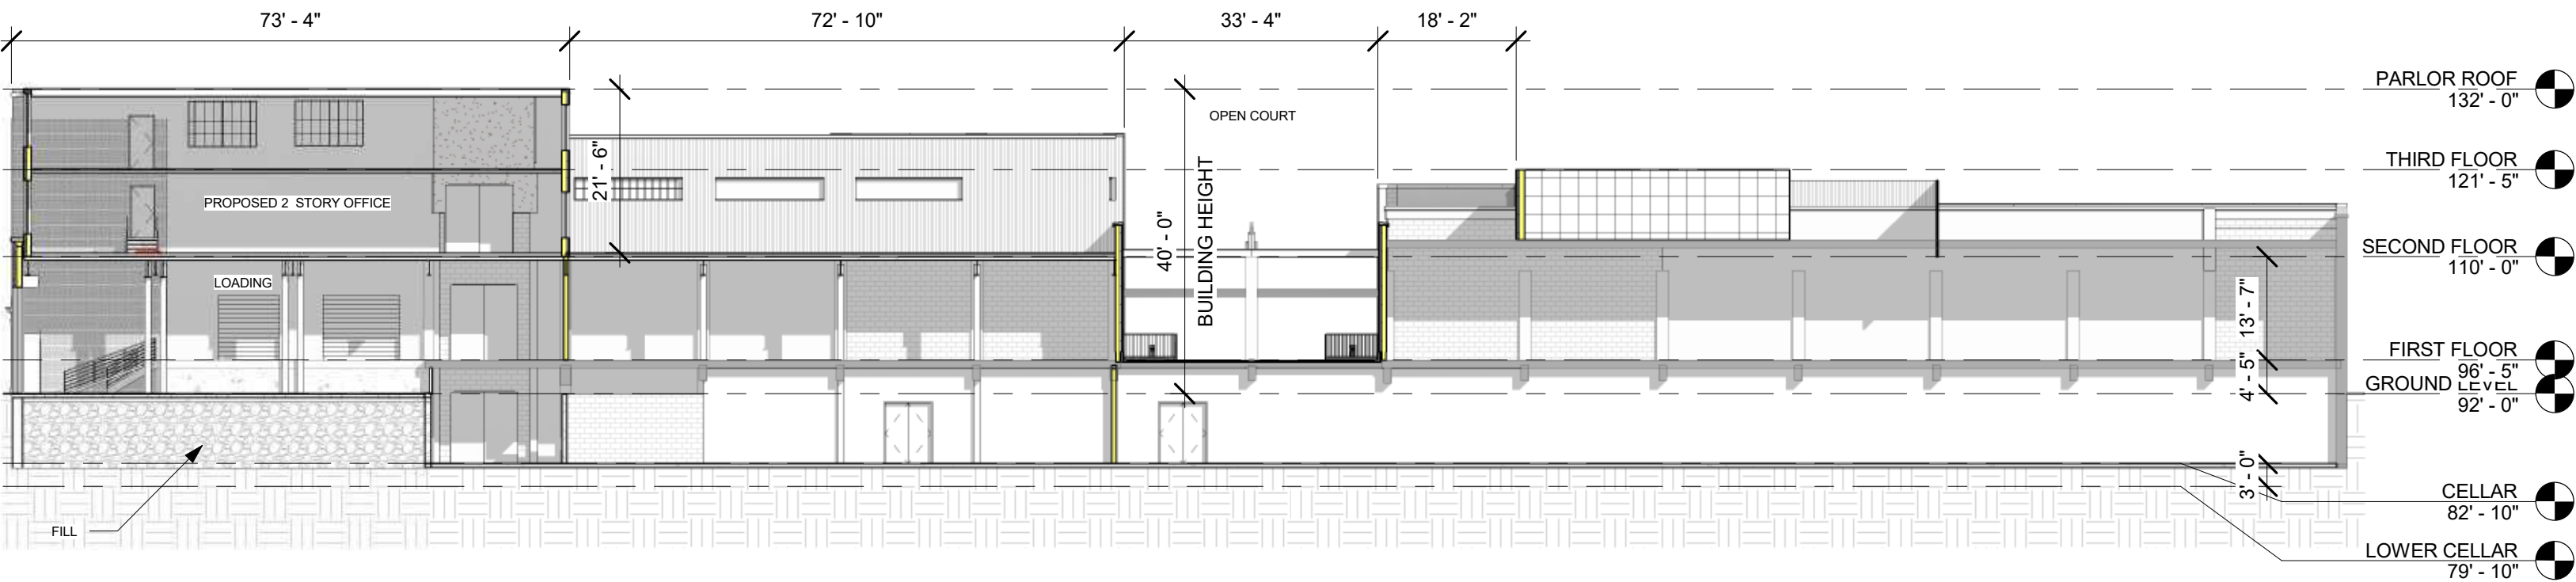 73' - 4"
72' - 10"
33' - 4"
18' - 2"
PARLOR ROOF
132' - 0"
OPEN COURT
THIRD FLOOR
121' - 5"
21' - 6"
PROPOSED 2 STORY OFFICE
BUILDING HEIGHT
40' - 0"
SECOND FLOOR
110' - 0"
LOADING
13' - 7"
FIRST FLOOR
96' - 5"
4' - 5"
GROUND LEVEL
92' - 0"
3' - 0"
CELLAR
82' - 10"
FILL
LOWER CELLAR
79' - 10"